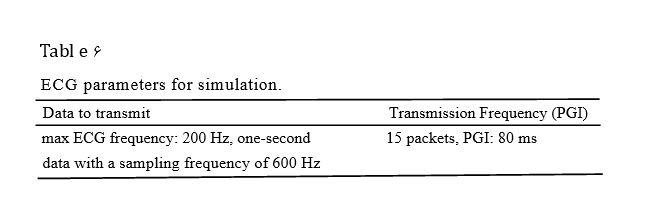 Tabl e ۶
ECG parameters for simulation.
Data to transmit Transmission Frequency (PGI)
max ECG frequency: 200 Hz, one-second 15 packets, PGI: 80 ms
data with a sampling frequency of 600 Hz